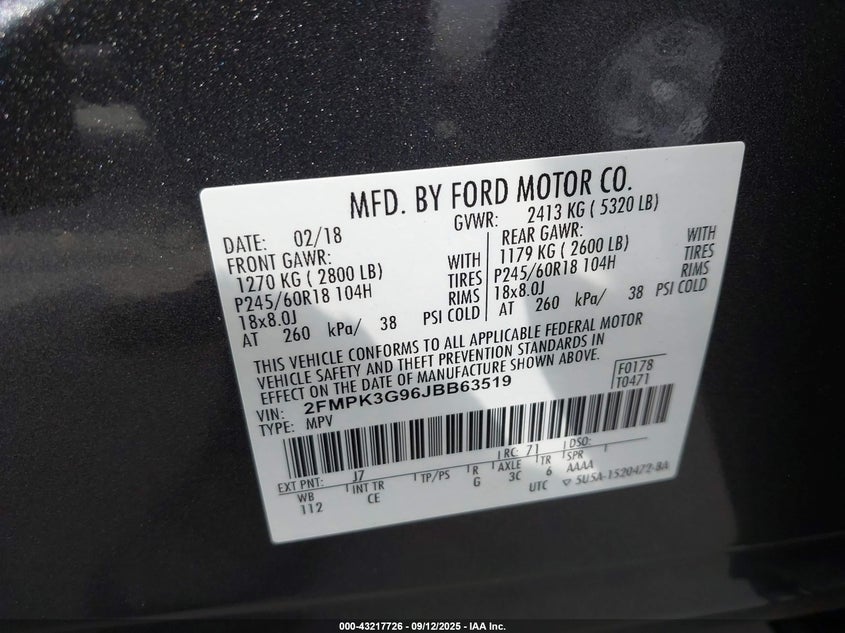 MFD. BY FORD MOTOR CO.
DATE: 02/18 GVWR: 2413 KG ( 5320 LB)
FRONT GAWR: WITH REAR GAWR: WITH
1270 KG ( 2800 LB) TIRES 1179 KG ( 2600 LB) TIRES
P245/60R18 104H RIMS P245/60R18 104H RIMS
18x8.0J 18x8.0J
AT 260 kPa/ 38 PSI COLD AT 260 kPa/ 38 PSI COLD
THIS VEHICLE CONFORMS TO ALL APPLICABLE FEDERAL MOTOR
VEHICLE SAFETY AND THEFT PREVENTION STANDARDS IN
EFFECT ON THE DATE OF MANUFACTURE SHOWN ABOVE.
VIN: 2FMPK3G96JBB63519 F0178
TYPE: MPV T0471
EXT PNT: J7 RC: 71 DSO:
WB INT TR TP/PS R AXLE TR SPR
112 CE G 3C 6 AAAA
UTC ▽ 5U5A-1520472-BA
000-43217726 - 09/12/2025 - IAA Inc.